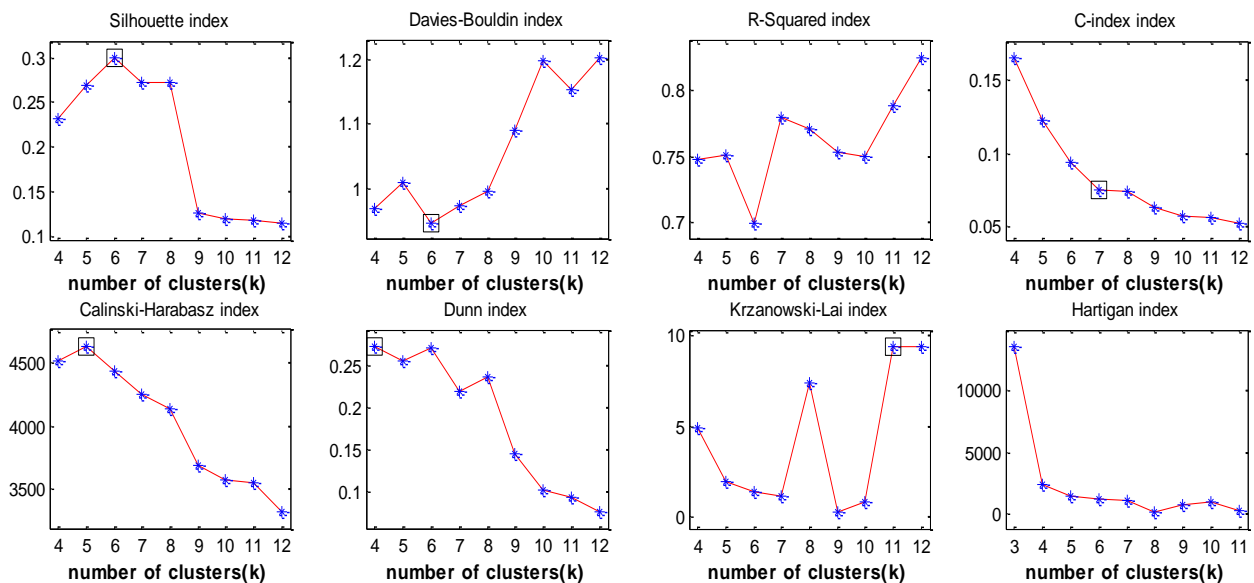 Silhouette index
0.3
0.25
0.2
0.15
0.1
4 5 6 7 8 9 10 11 12
number of clusters(k)
Davies-Bouldin index
1.2
1.1
1
4 5 6 7 8 9 10 11 12
number of clusters(k)
R-Squared index
0.8
0.75
0.7
4 5 6 7 8 9 10 11 12
number of clusters(k)
C-index index
0.15
0.1
0.05
3 4 5 6 7 8 9 10 11 12
number of clusters(k)
Calinski-Harabasz index
4500
4000
3500
4 5 6 7 8 9 10 11 12
number of clusters(k)
Dunn index
0.25
0.2
0.15
0.1
4 5 6 7 8 9 10 11 12
number of clusters(k)
Krzanowski-Lai index
10
5
0
4 5 6 7 8 9 10 11 12
number of clusters(k)
Hartigan index
10000
5000
0
3 4 5 6 7 8 9 10 11
number of clusters(k)